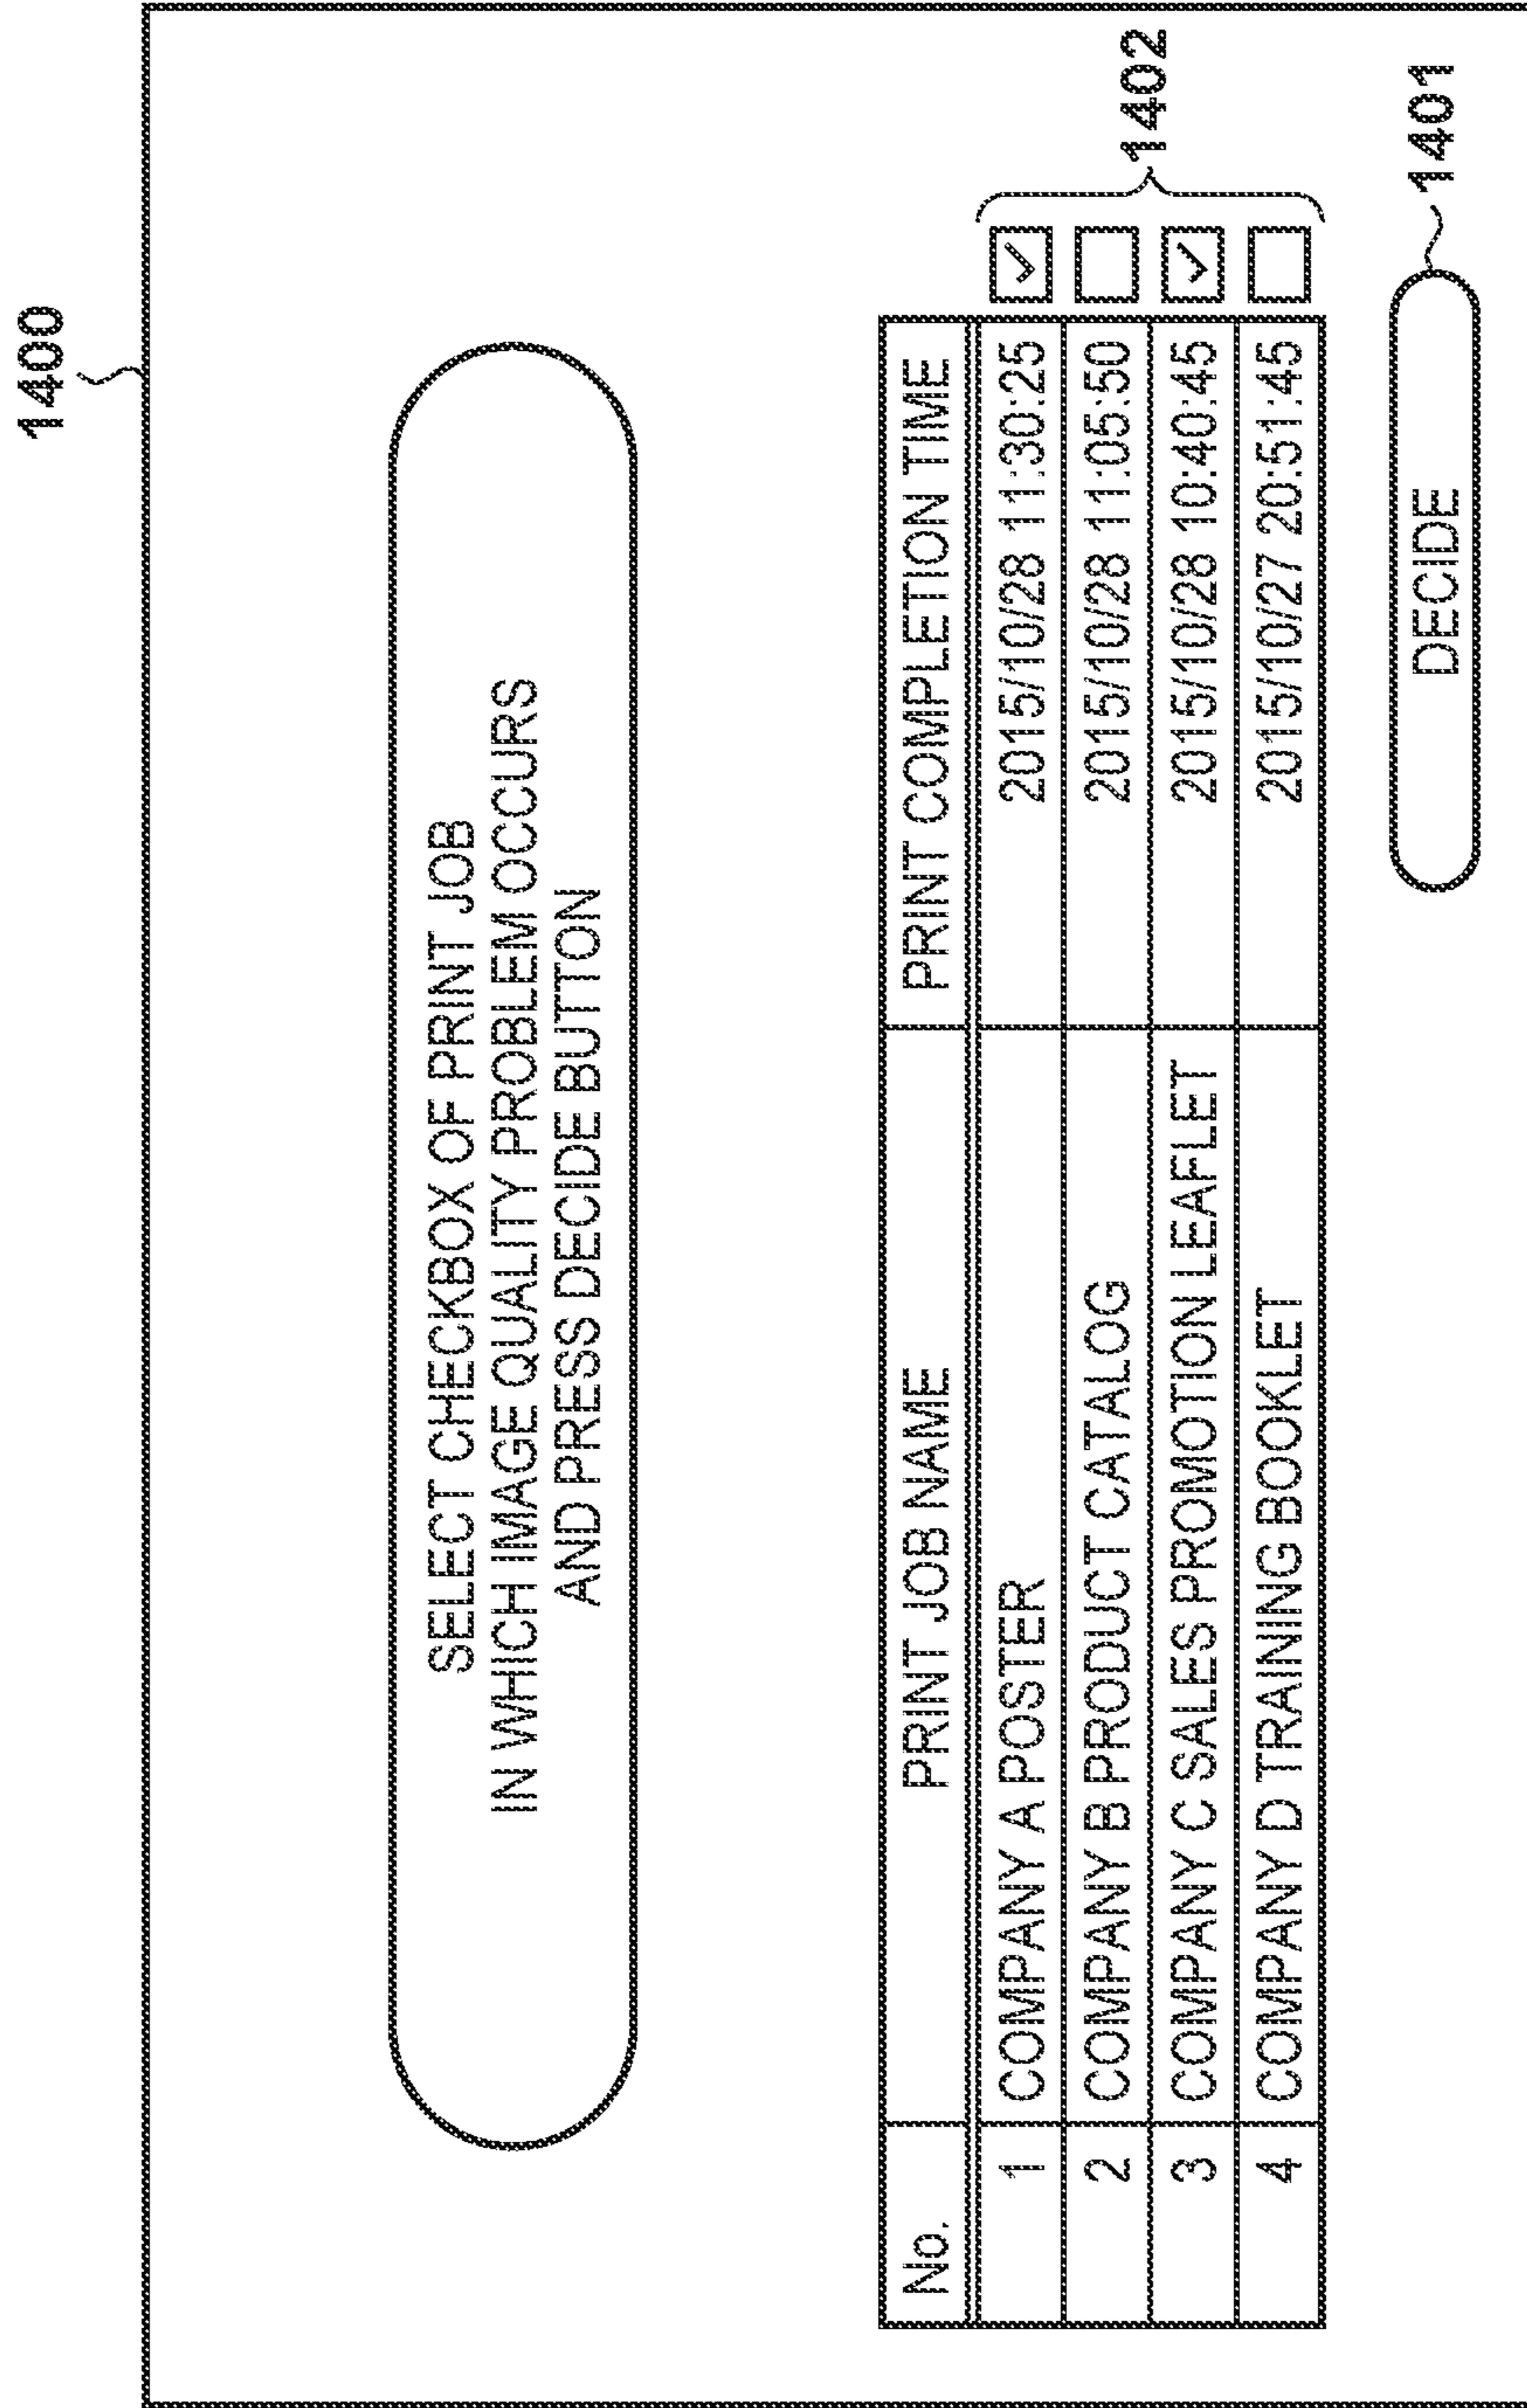 1400
SELECT CHECKBOX OF PRINT JOB
IN WHICH IMAGE QUALITY PROBLEM OCCURS
AND PRESS DECIDE BUTTON
No. PRINT JOB NAME PRINT COMPLETION TIME
1 COMPANY A POSTER 2015/10/28 11:30:25
2 COMPANY B PRODUCT CATALOG 2015/10/28 11:05:50
3 COMPANY C SALES PROMOTION LEAFLET 2015/10/28 10:40:45
4 COMPANY D TRAINING BOOKLET 2015/10/27 20:51:45
1402
DECIDE
1401